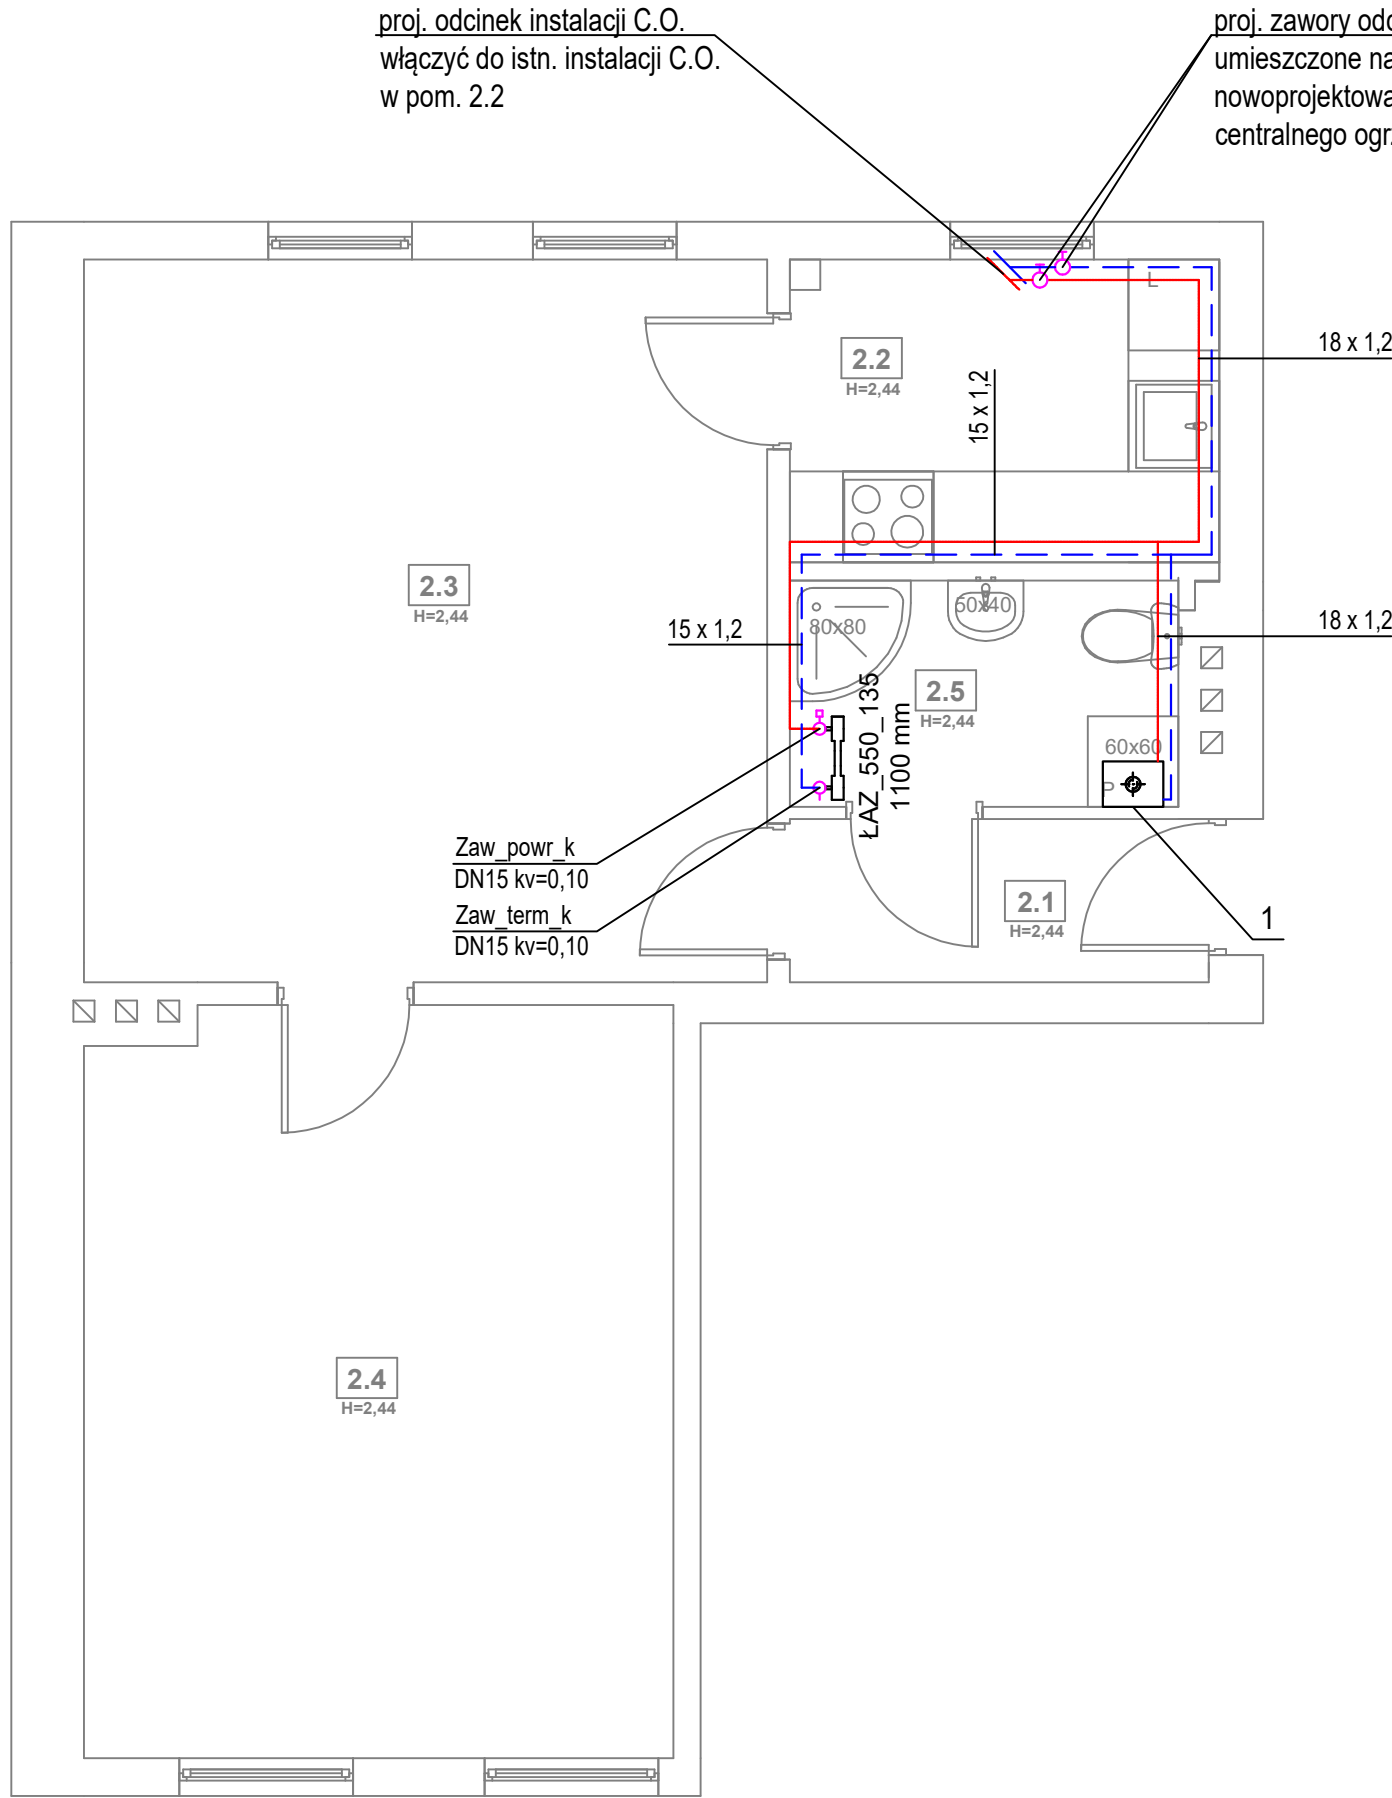 proj. odcinek instalacji C.O.
włączyć do istn. instalacji C.O.
w pom. 2.2
proj. zawory odc
umieszczone na
nowoprojektowa
centralnego ogrz
18 x 1,2
2.2
H=2,44
15 x 1,2
L
2.3
H=2,44
15 x 1,2
80x80
50x40
18 x 1,2
2.5
H=2,44
ŁAZ_550_135
1100 mm
60x60
Zaw_powr_k
DN15 kv=0,10
Zaw_term_k
DN15 kv=0,10
2.1
H=2,44
1
2.4
H=2,44